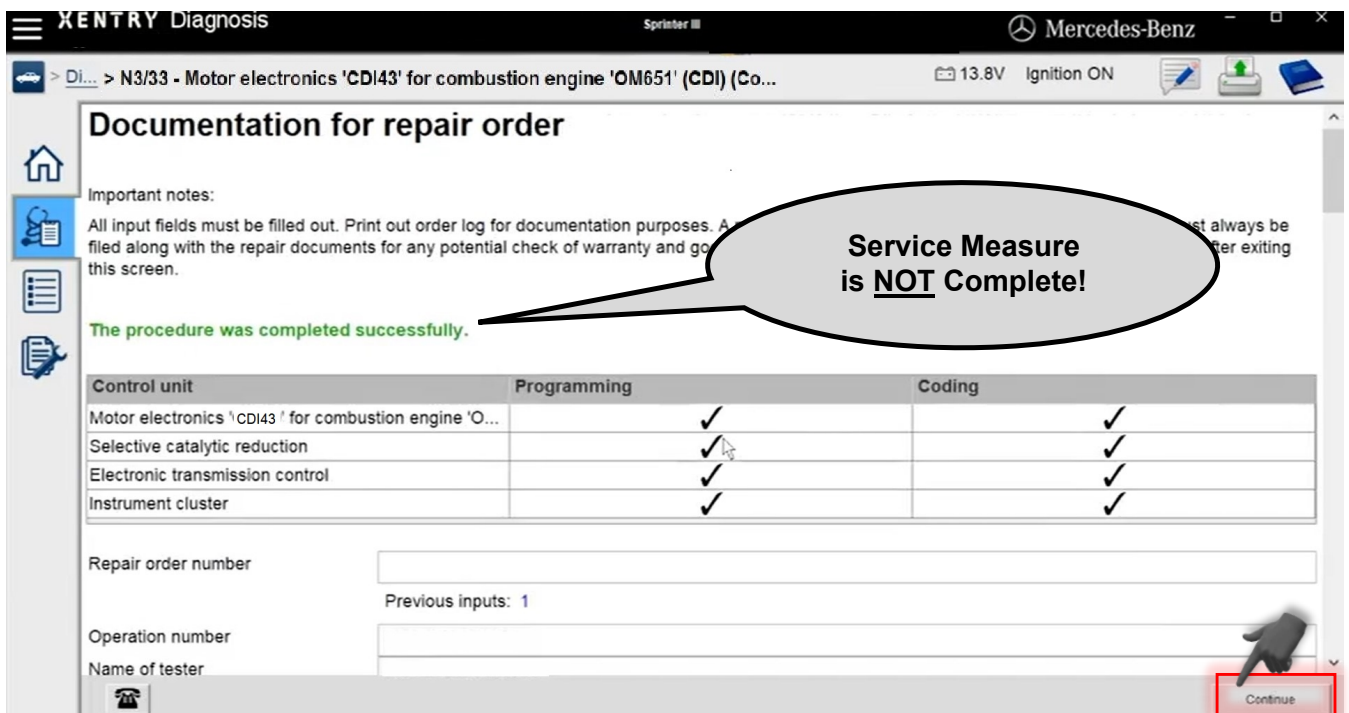 XENTRY Diagnosis
Sprinter III
Mercedes-Benz
> Di... > N3/33 - Motor electronics 'CDI43' for combustion engine 'OM651' (CDI) (Co...
13.8V Ignition ON
Documentation for repair order
Important notes:
All input fields must be filled out. Print out order log for documentation purposes. A
st always be
filed along with the repair documents for any potential check of warranty and go
ter exiting
this screen.
Service Measure
is NOT Complete!
The procedure was completed successfully.
Control unit Programming Coding
Motor electronics 'CDI43' for combustion engine 'O... ✓ ✓
Selective catalytic reduction ✓ ✓
Electronic transmission control ✓ ✓
Instrument cluster ✓ ✓
Repair order number
Previous inputs: 1
Operation number
Name of tester
Continue